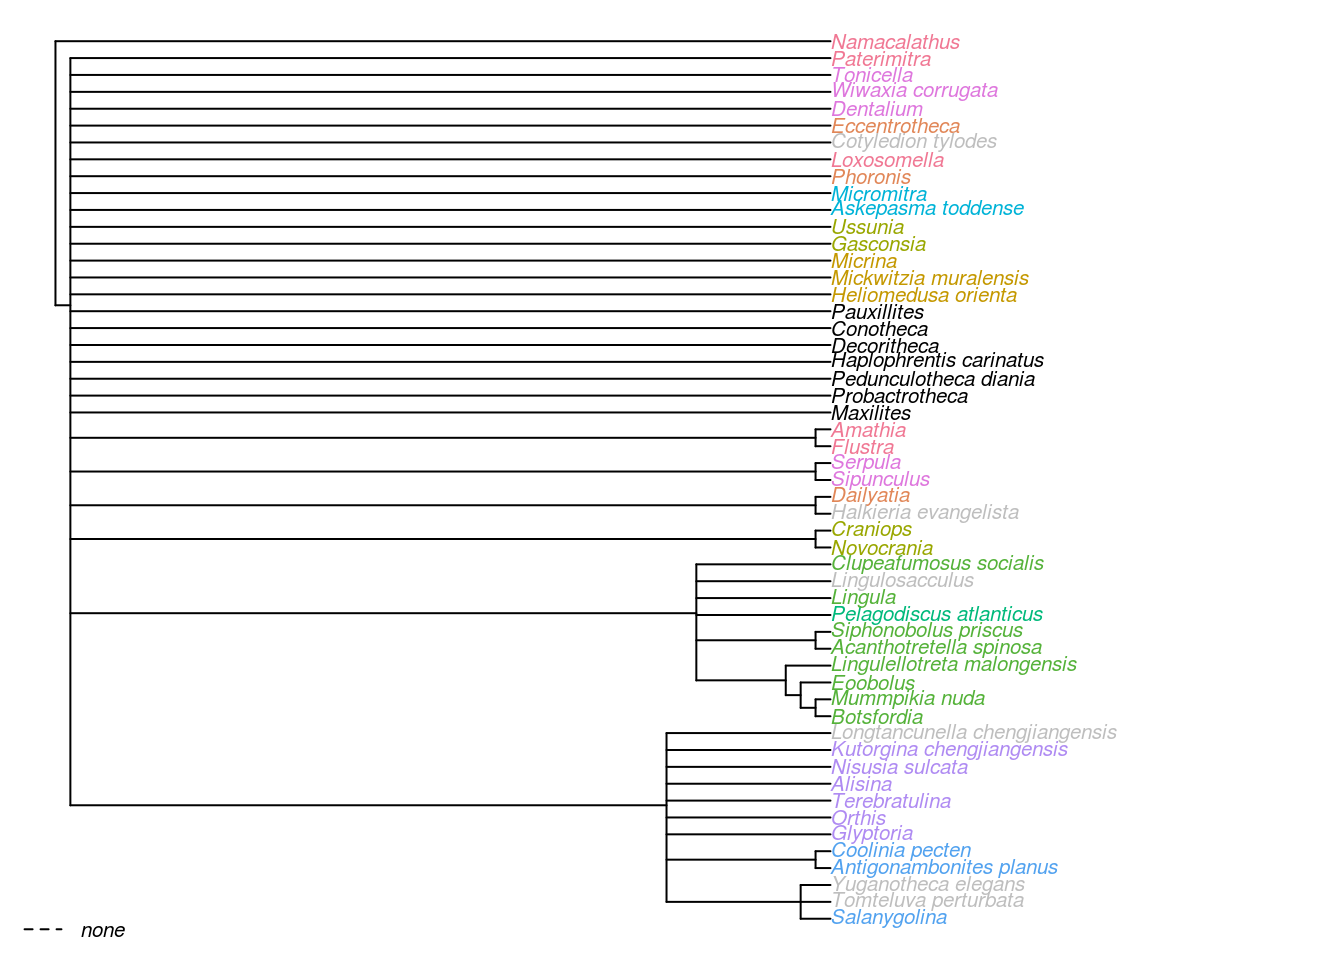 Namacalathus
Paterimitra
Tonicella
Wiwaxia corrugata
Dentalium
Eccentrotheca
Cotyledion tylodes
Loxosomella
Phoronis
Micromitra
Askepasma toddense
Ussunia
Gasconsia
Micrina
Mickwitzia muralensis
Heliomedusa orienta
Pauxillites
Conotheca
Decoritheca
Haplophrentis carinatus
Pedunculotheca diania
Probactrotheca
Maxilites
Amathia
Flustra
Serpula
Sipunculus
Dailyatia
Halkieria evangelista
Craniops
Novocrania
Clupeafumosus socialis
Lingulosacculus
Lingula
Pelagodiscus atlanticus
Siphonobolus priscus
Acanthotretella spinosa
Lingulellotreta malongensis
Eoobolus
Mummpikia nuda
Botsfordia
Longtancunella chengjiangensis
Kutorgina chengjiangensis
Nisusia sulcata
Alisina
Terebratulina
Orthis
Glyptoria
Coolinia pecten
Antigonambonites planus
Yuganotheca elegans
Tomteluva perturbata
Salanygolina
none